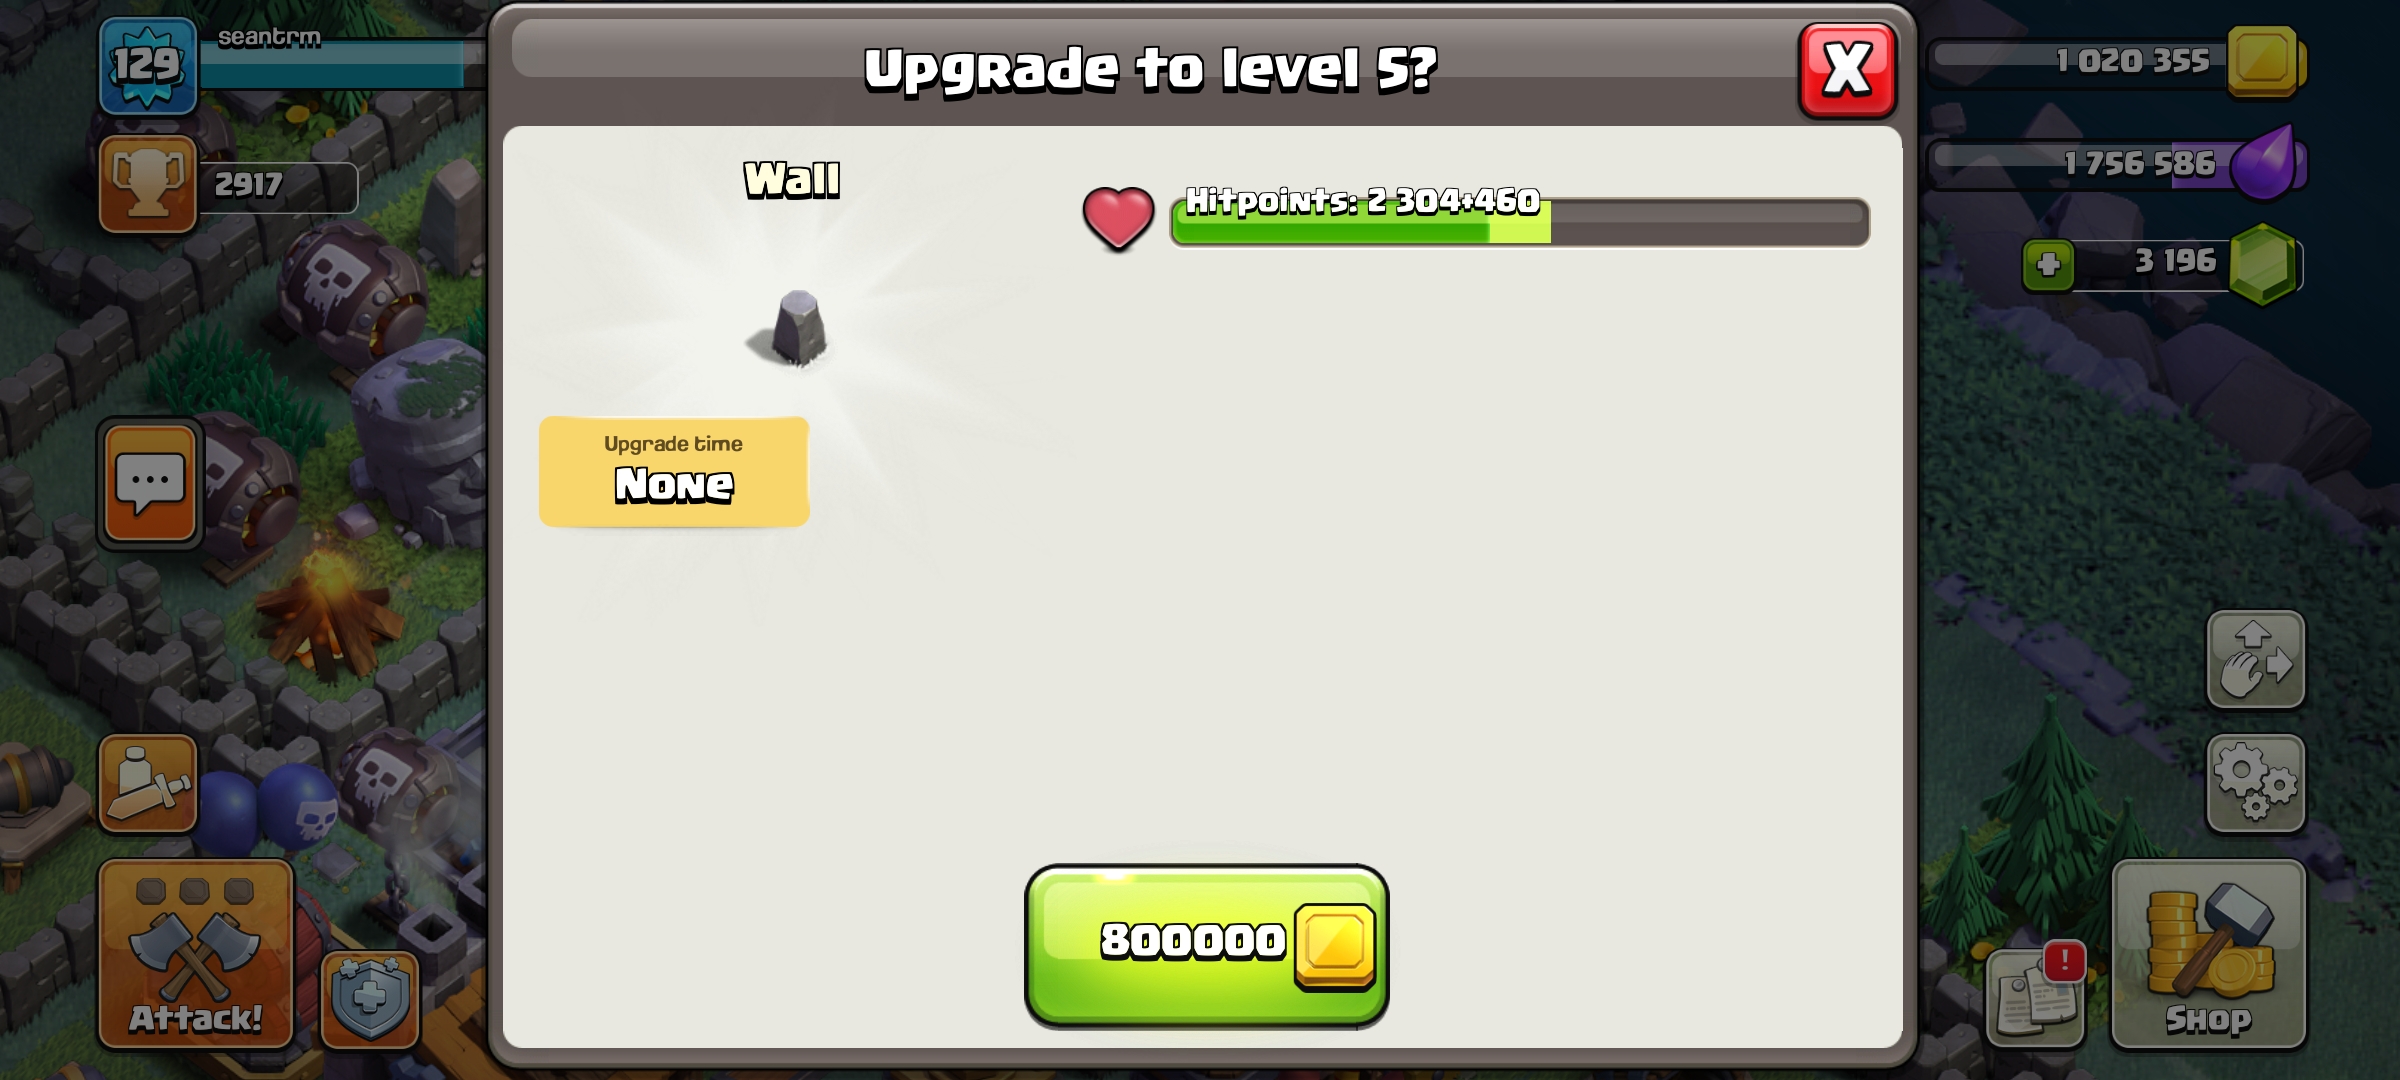 129
seantrm
2917
Upgrade to level 5?
X
1 020 355
1 756 586
3 196
Wall
Hitpoints: 2 304+460
Upgrade time
None
800000
Attack!
!
Shop